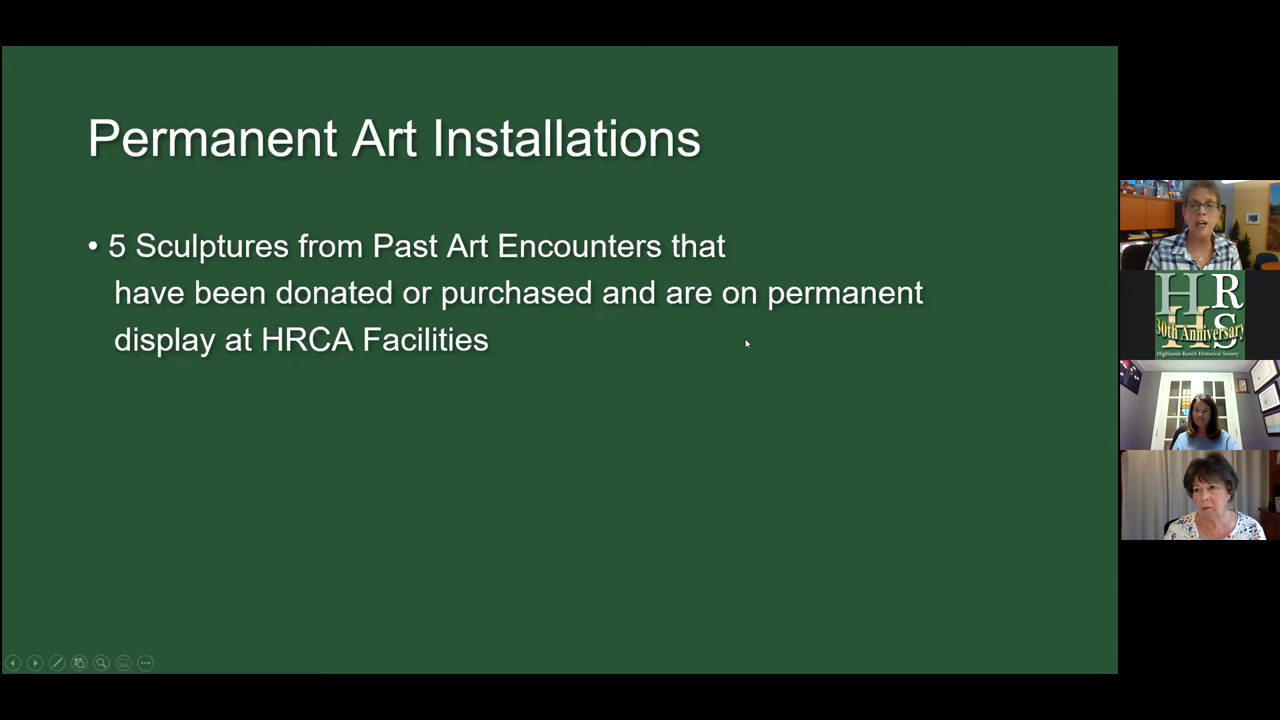 Permanent Art Installations
• 5 Sculptures from Past Art Encounters that
have been donated or purchased and are on permanent
display at HRCA Facilities
H R
H S
30th Anniversary
Highlands Ranch Historical Society